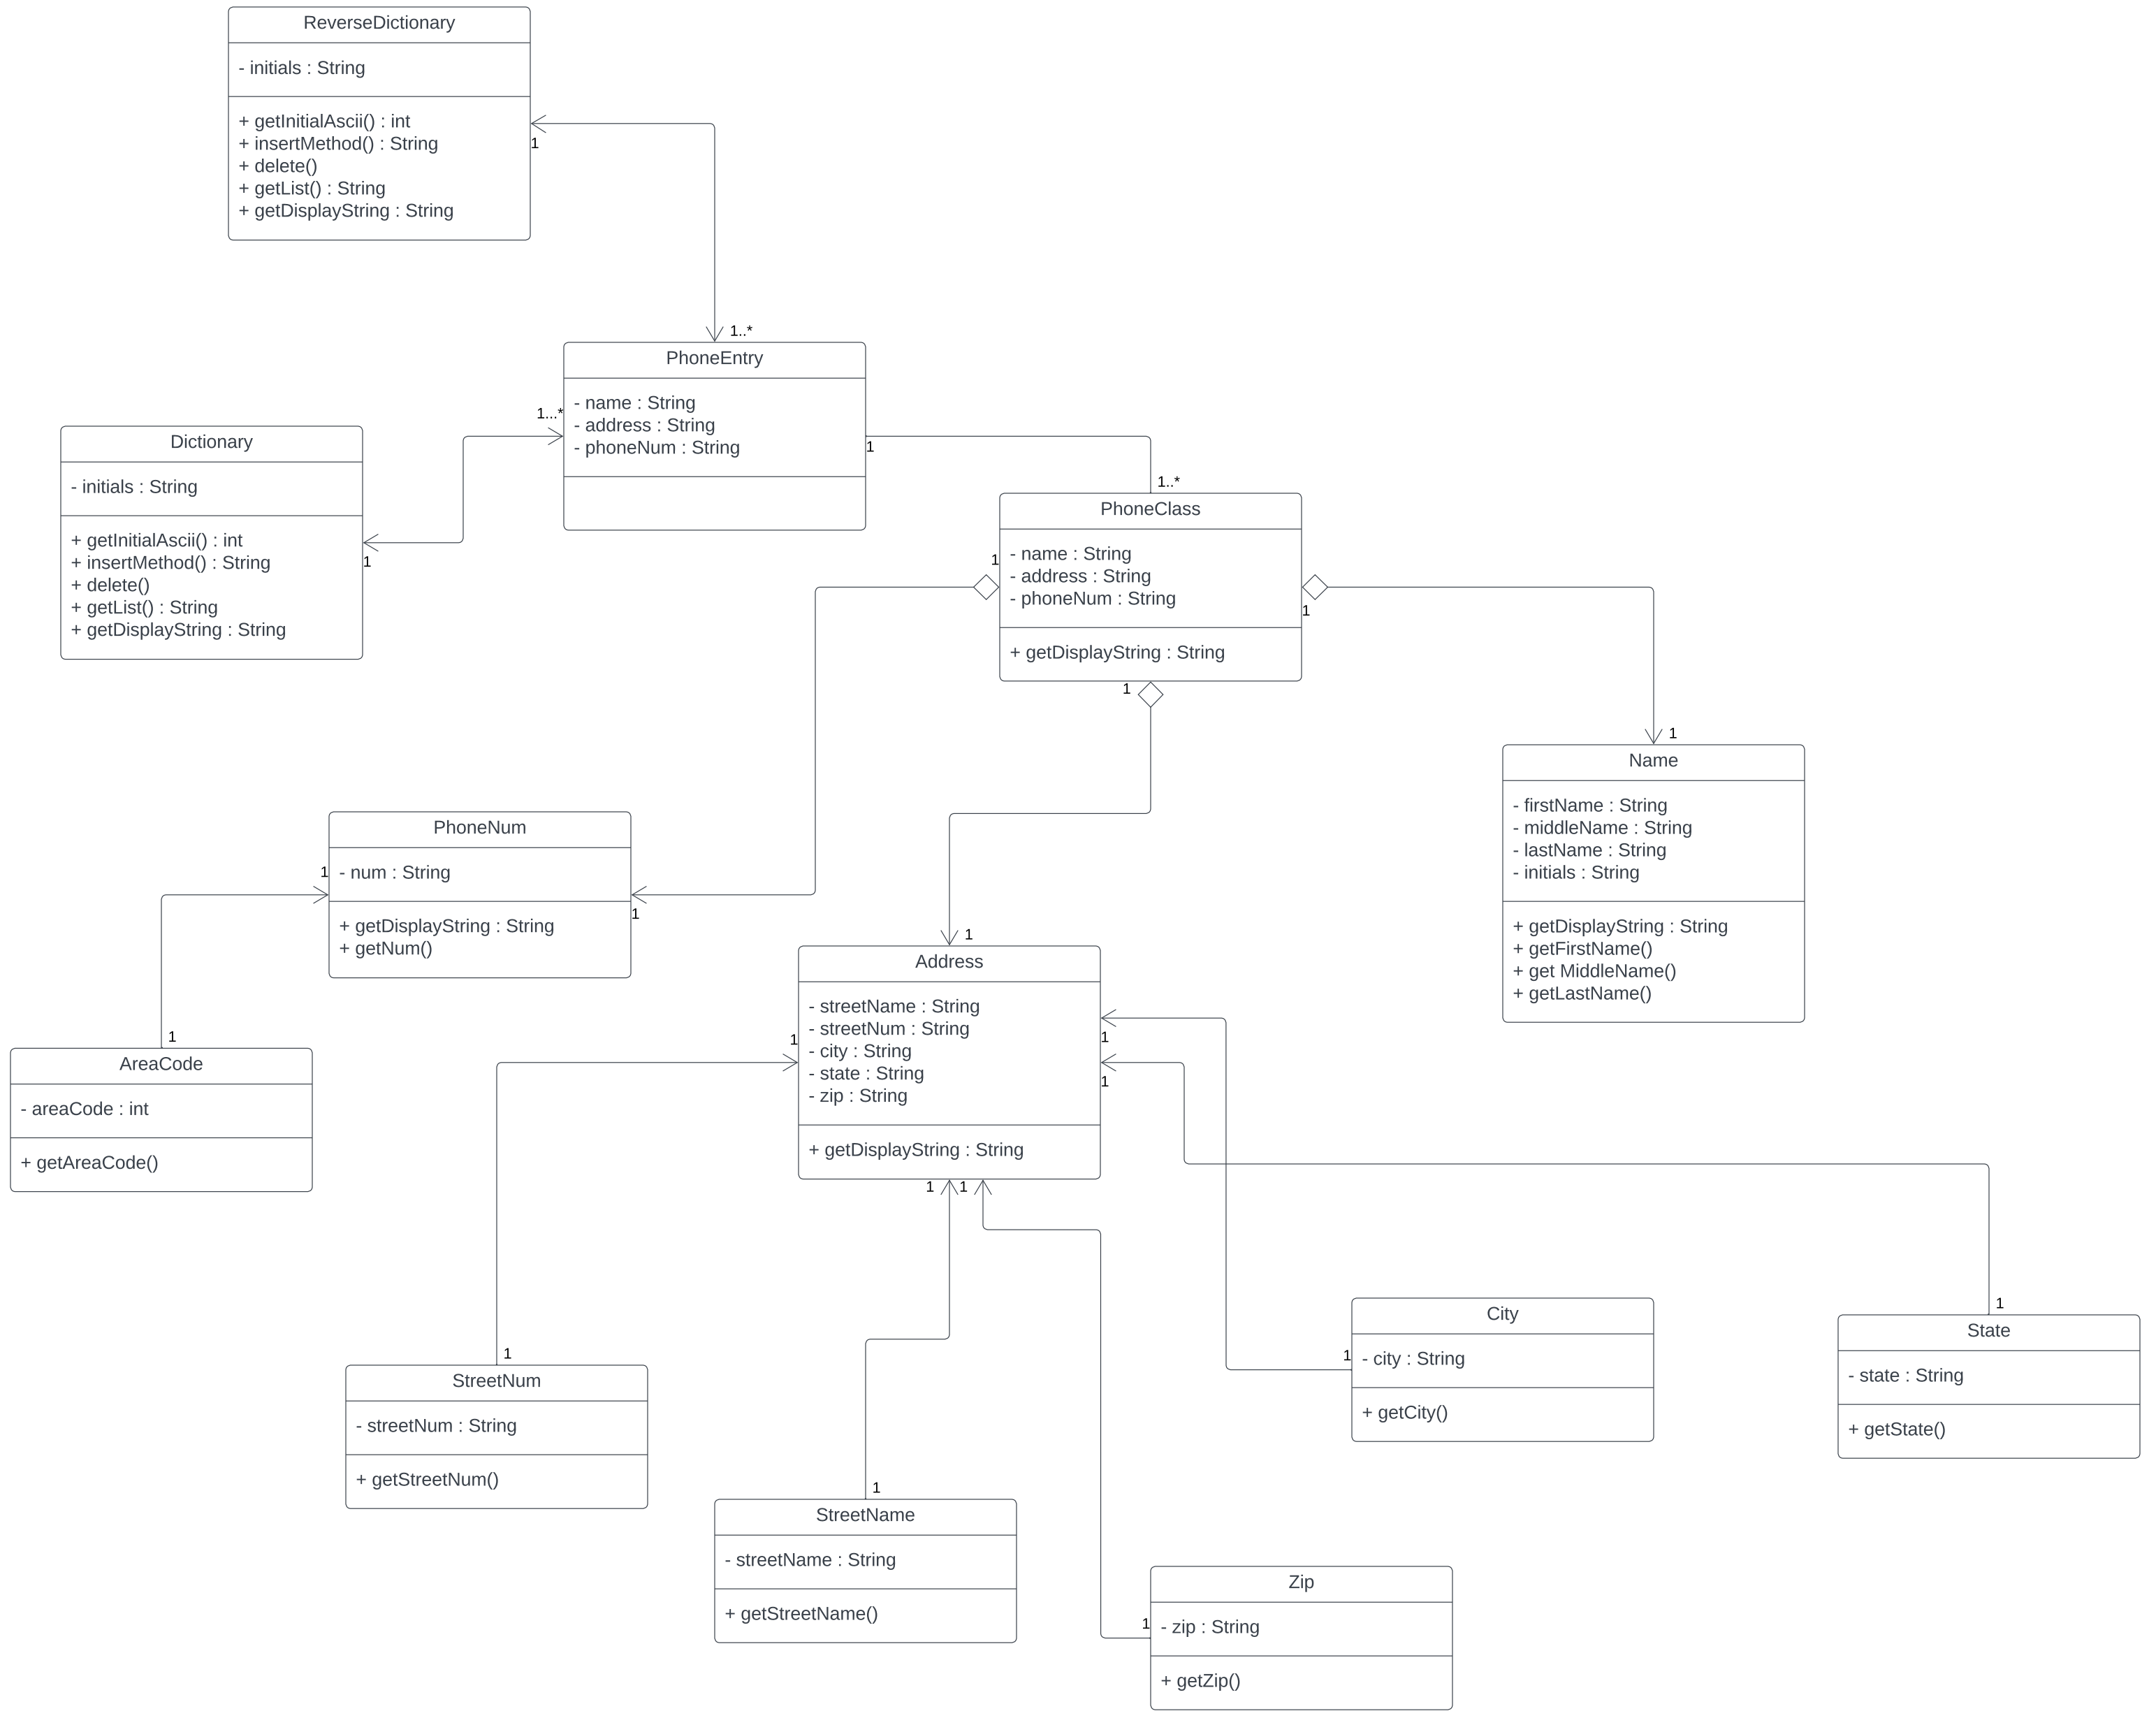 ReverseDictionary
- initials : String
+ getInitialAscii() : int
+ insertMethod() : String
+ delete()
+ getList() : String
+ getDisplayString : String
1
1..*
PhoneEntry
- name : String
- address : String
- phoneNum : String
1...*
1
Dictionary
- initials : String
+ getInitialAscii() : int
+ insertMethod() : String
+ delete()
+ getList() : String
+ getDisplayString : String
1
1..*
PhoneClass
- name : String
- address : String
- phoneNum : String
+ getDisplayString : String
1
1
1
1
Name
- firstName : String
- middleName : String
- lastName : String
- initials : String
+ getDisplayString : String
+ getFirstName()
+ get MiddleName()
+ getLastName()
PhoneNum
- num : String
+ getDisplayString : String
+ getNum()
1
1
1
AreaCode
- areaCode : int
+ getAreaCode()
1
Address
- streetName : String
- streetNum : String
- city : String
- state : String
- zip : String
+ getDisplayString : String
1
1
1
1
1
1
StreetNum
- streetNum : String
+ getStreetNum()
1
StreetName
- streetName : String
+ getStreetName()
1
City
- city : String
+ getCity()
1
State
- state : String
+ getState()
1
Zip
- zip : String
+ getZip()